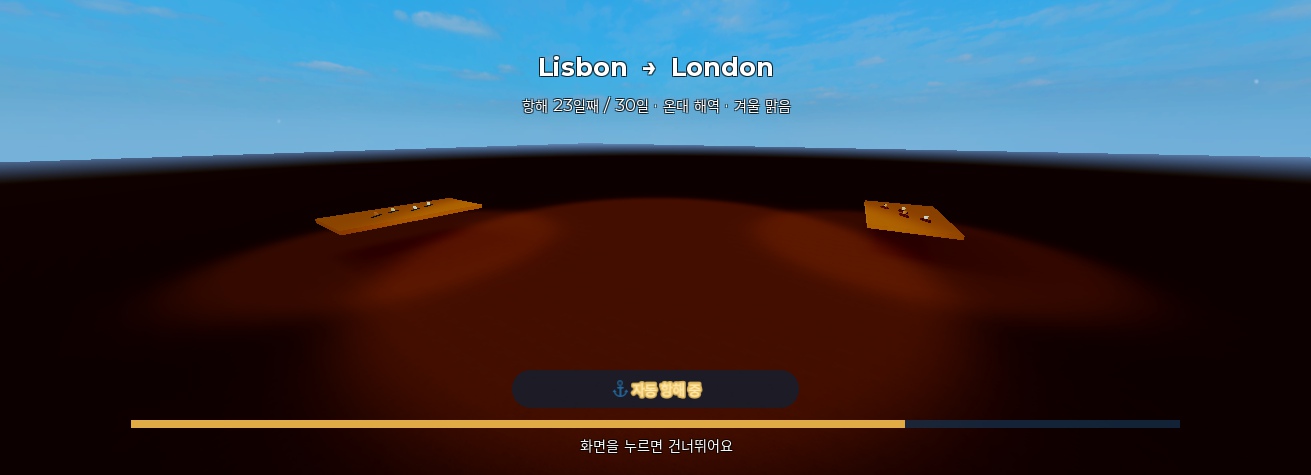 Lisbon → London
항해 23일째 / 30일 · 온대 해역 · 겨울 맑음
⚓ 자동 항해 중
화면을 누르면 건너뛰어요